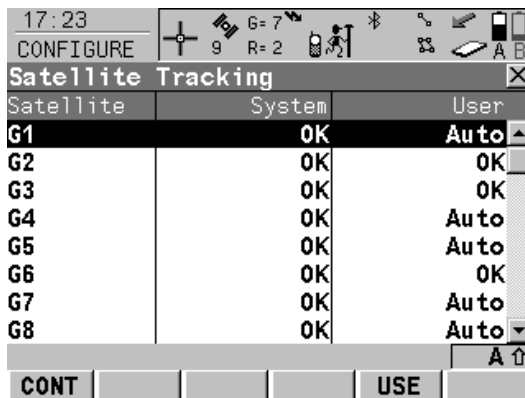 17:23 G= 7
CONFIGURE 9 R= 2 A B
Satellite Tracking X
Satellite System User
G1 OK Auto
G2 OK OK
G3 OK OK
G4 OK Auto
G5 OK Auto
G6 OK OK
G7 OK Auto
G8 OK Auto
A
CONT USE